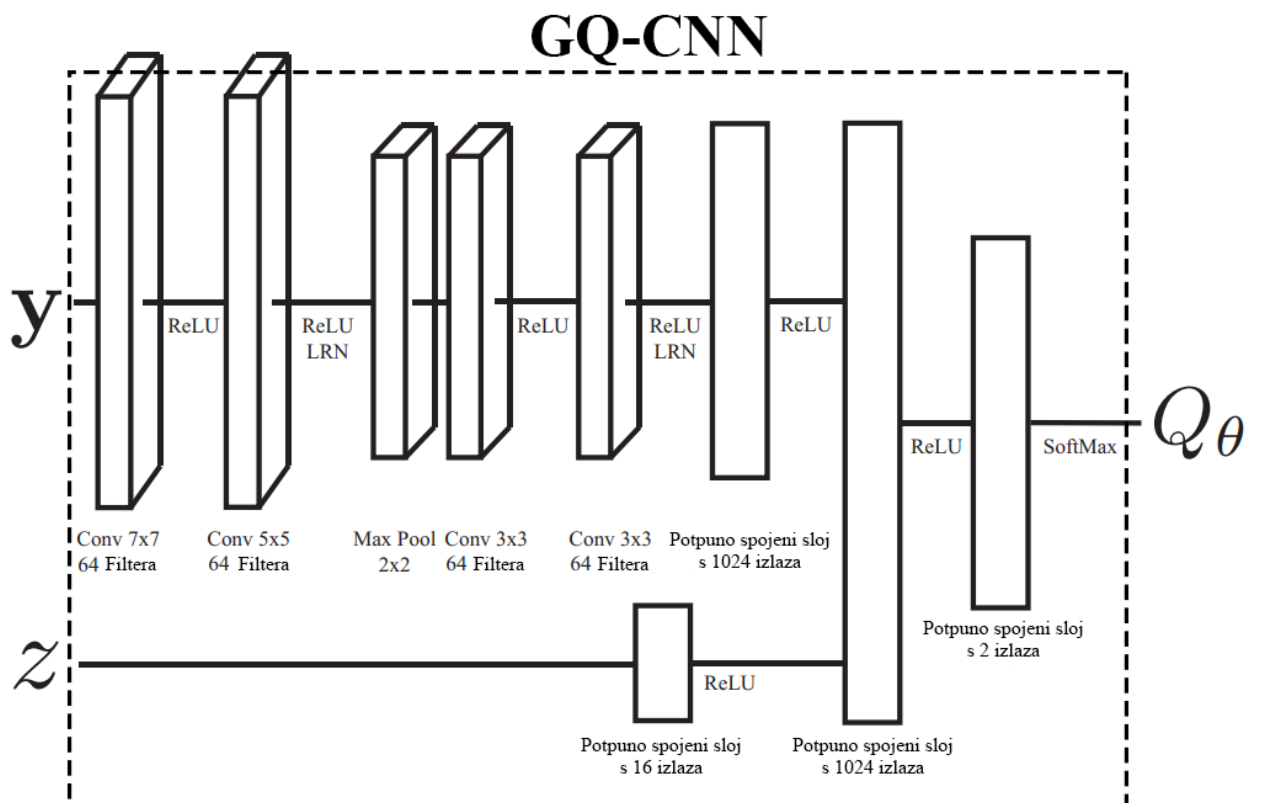 GQ-CNN
y
ReLU
ReLU
LRN
ReLU
ReLU
LRN
ReLU
ReLU
SoftMax
Qθ
Conv 7x7
64 Filtera
Conv 5x5
64 Filtera
Max Pool
2x2
Conv 3x3
64 Filtera
Conv 3x3
64 Filtera
Potpuno spojeni sloj
s 1024 izlaza
Potpuno spojeni sloj
s 2 izlaza
z
ReLU
Potpuno spojeni sloj
s 16 izlaza
Potpuno spojeni sloj
s 1024 izlaza